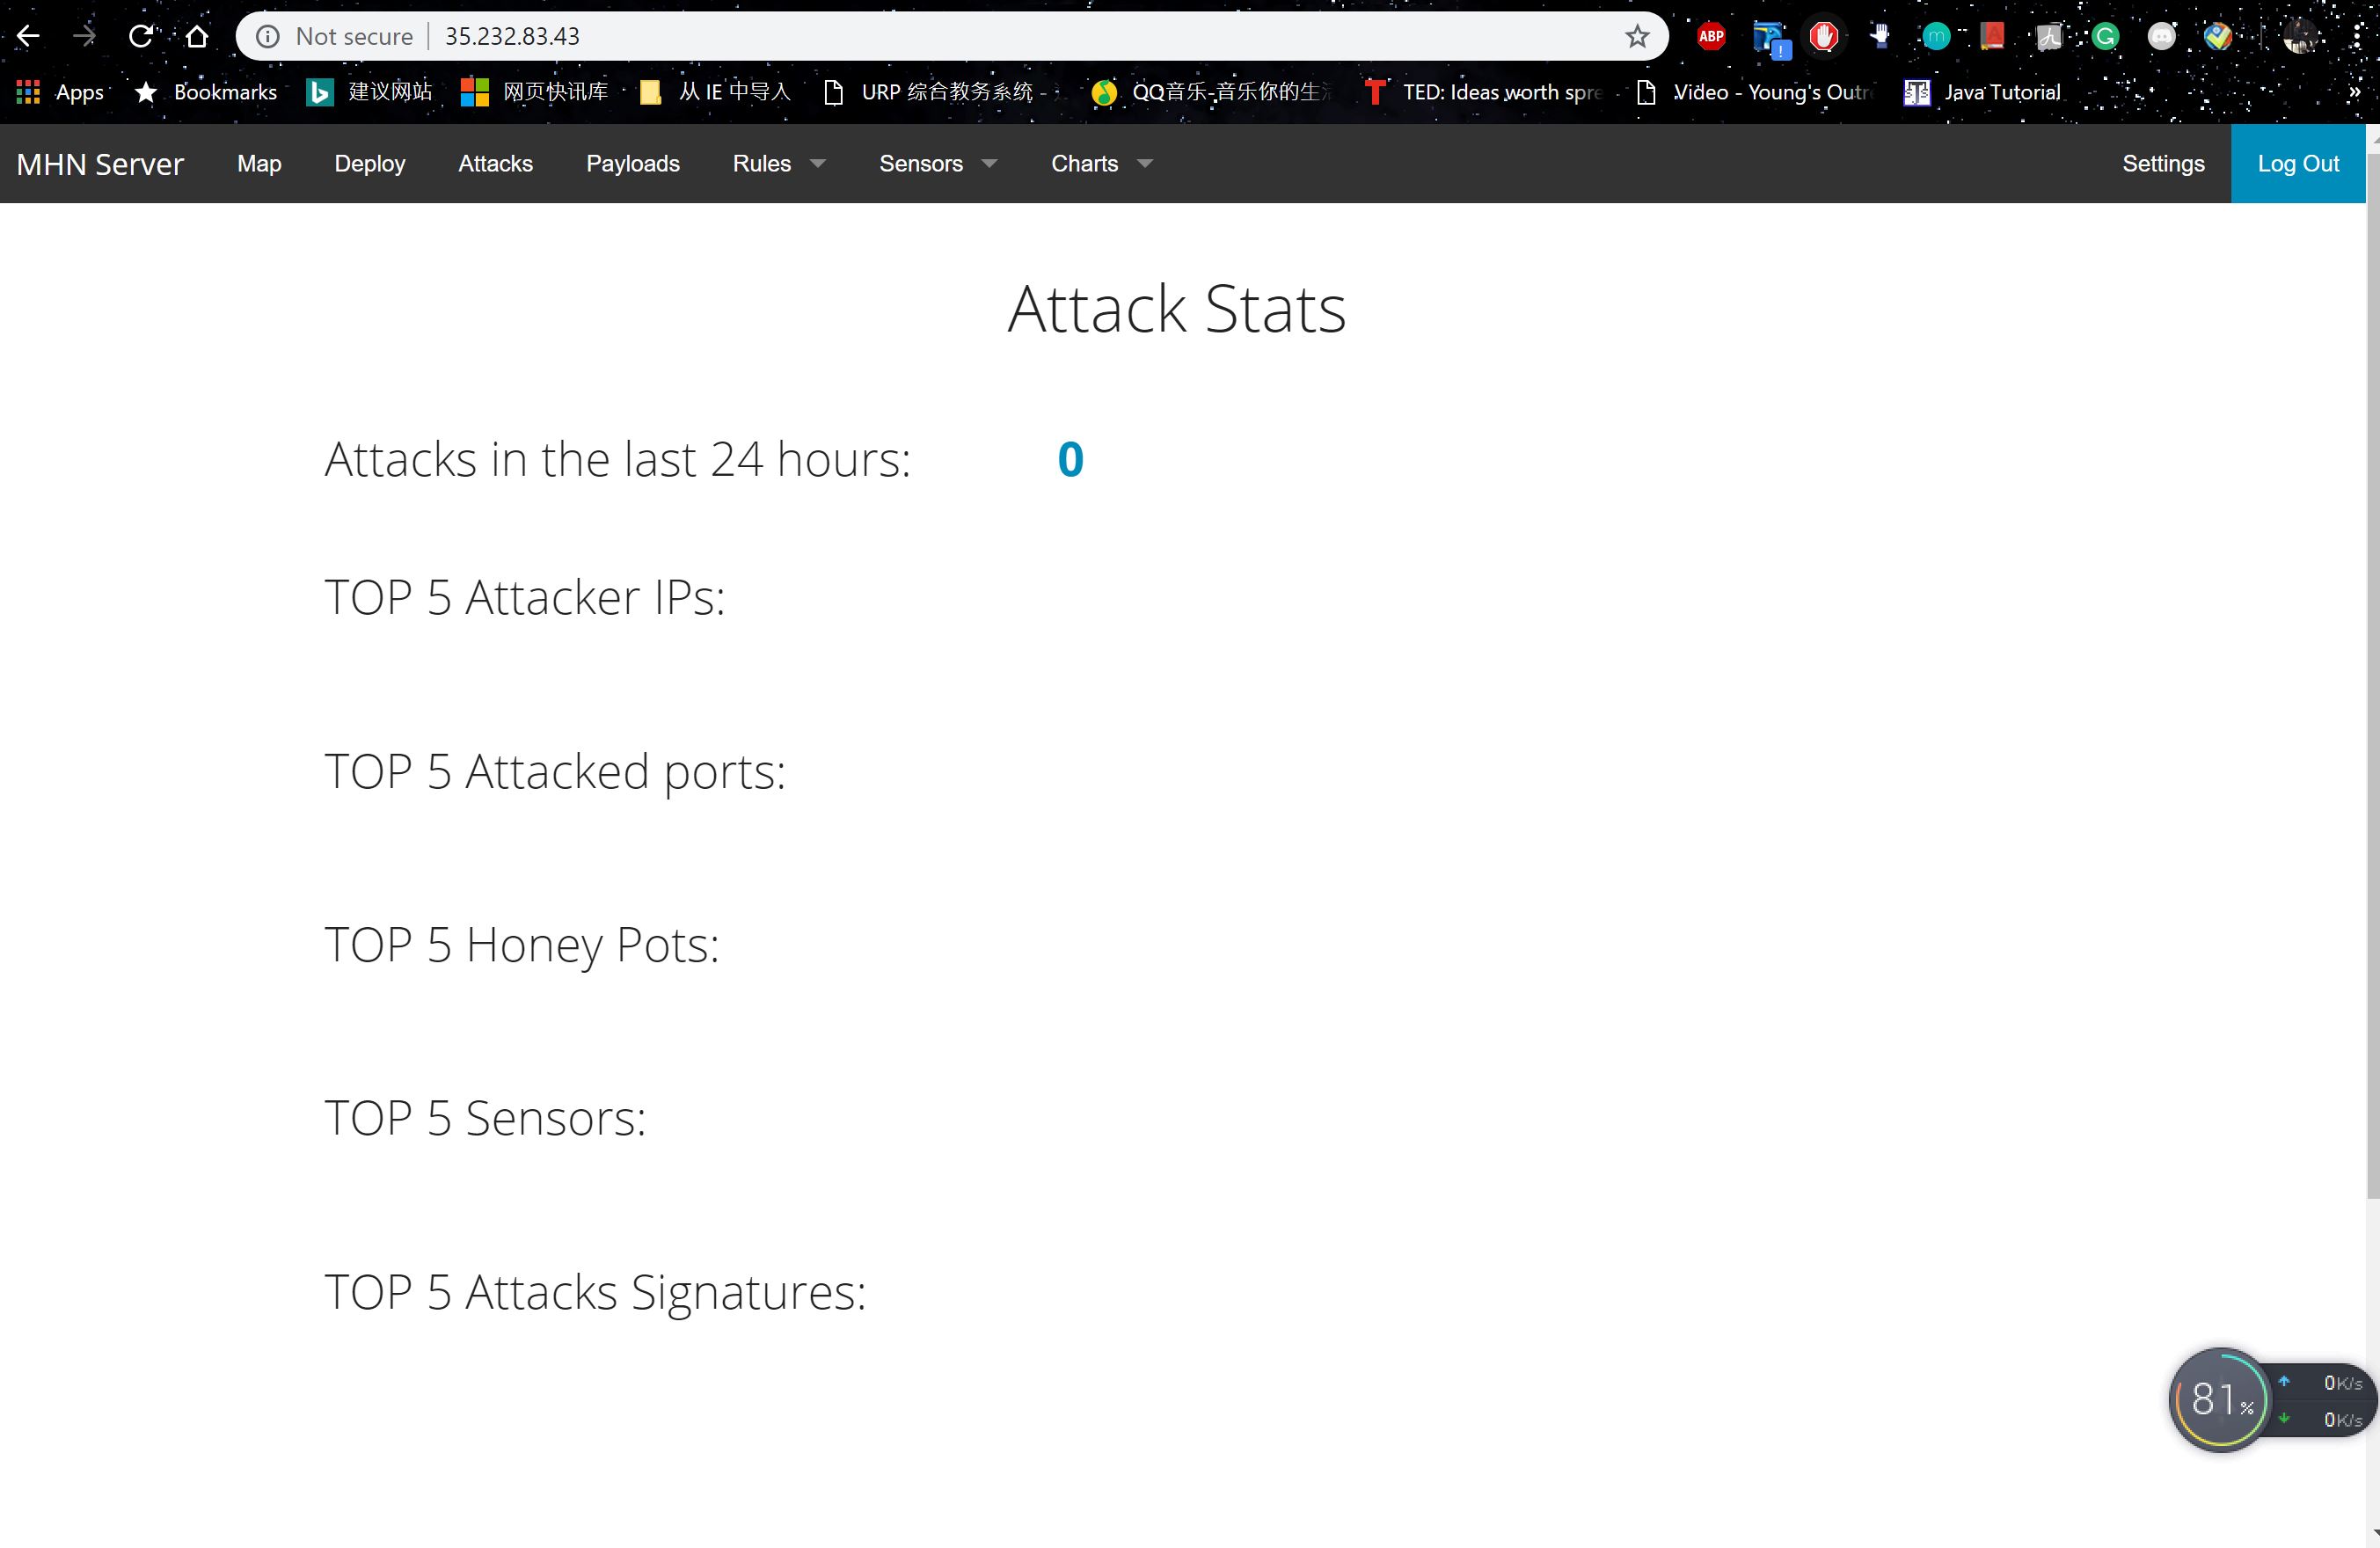 Not secure 35.232.83.43
ABP
Apps Bookmarks 建议网站 网页快讯库 从 IE 中导入 URP 综合教务系统 - QQ音乐-音乐你的生 TED: Ideas worth spre Video - Young's Outr Java Tutorial »
MHN Server Map Deploy Attacks Payloads Rules Sensors Charts Settings Log Out
Attack Stats
Attacks in the last 24 hours: 0
TOP 5 Attacker IPs:
TOP 5 Attacked ports:
TOP 5 Honey Pots:
TOP 5 Sensors:
TOP 5 Attacks Signatures:
81% 0K/s
0K/s